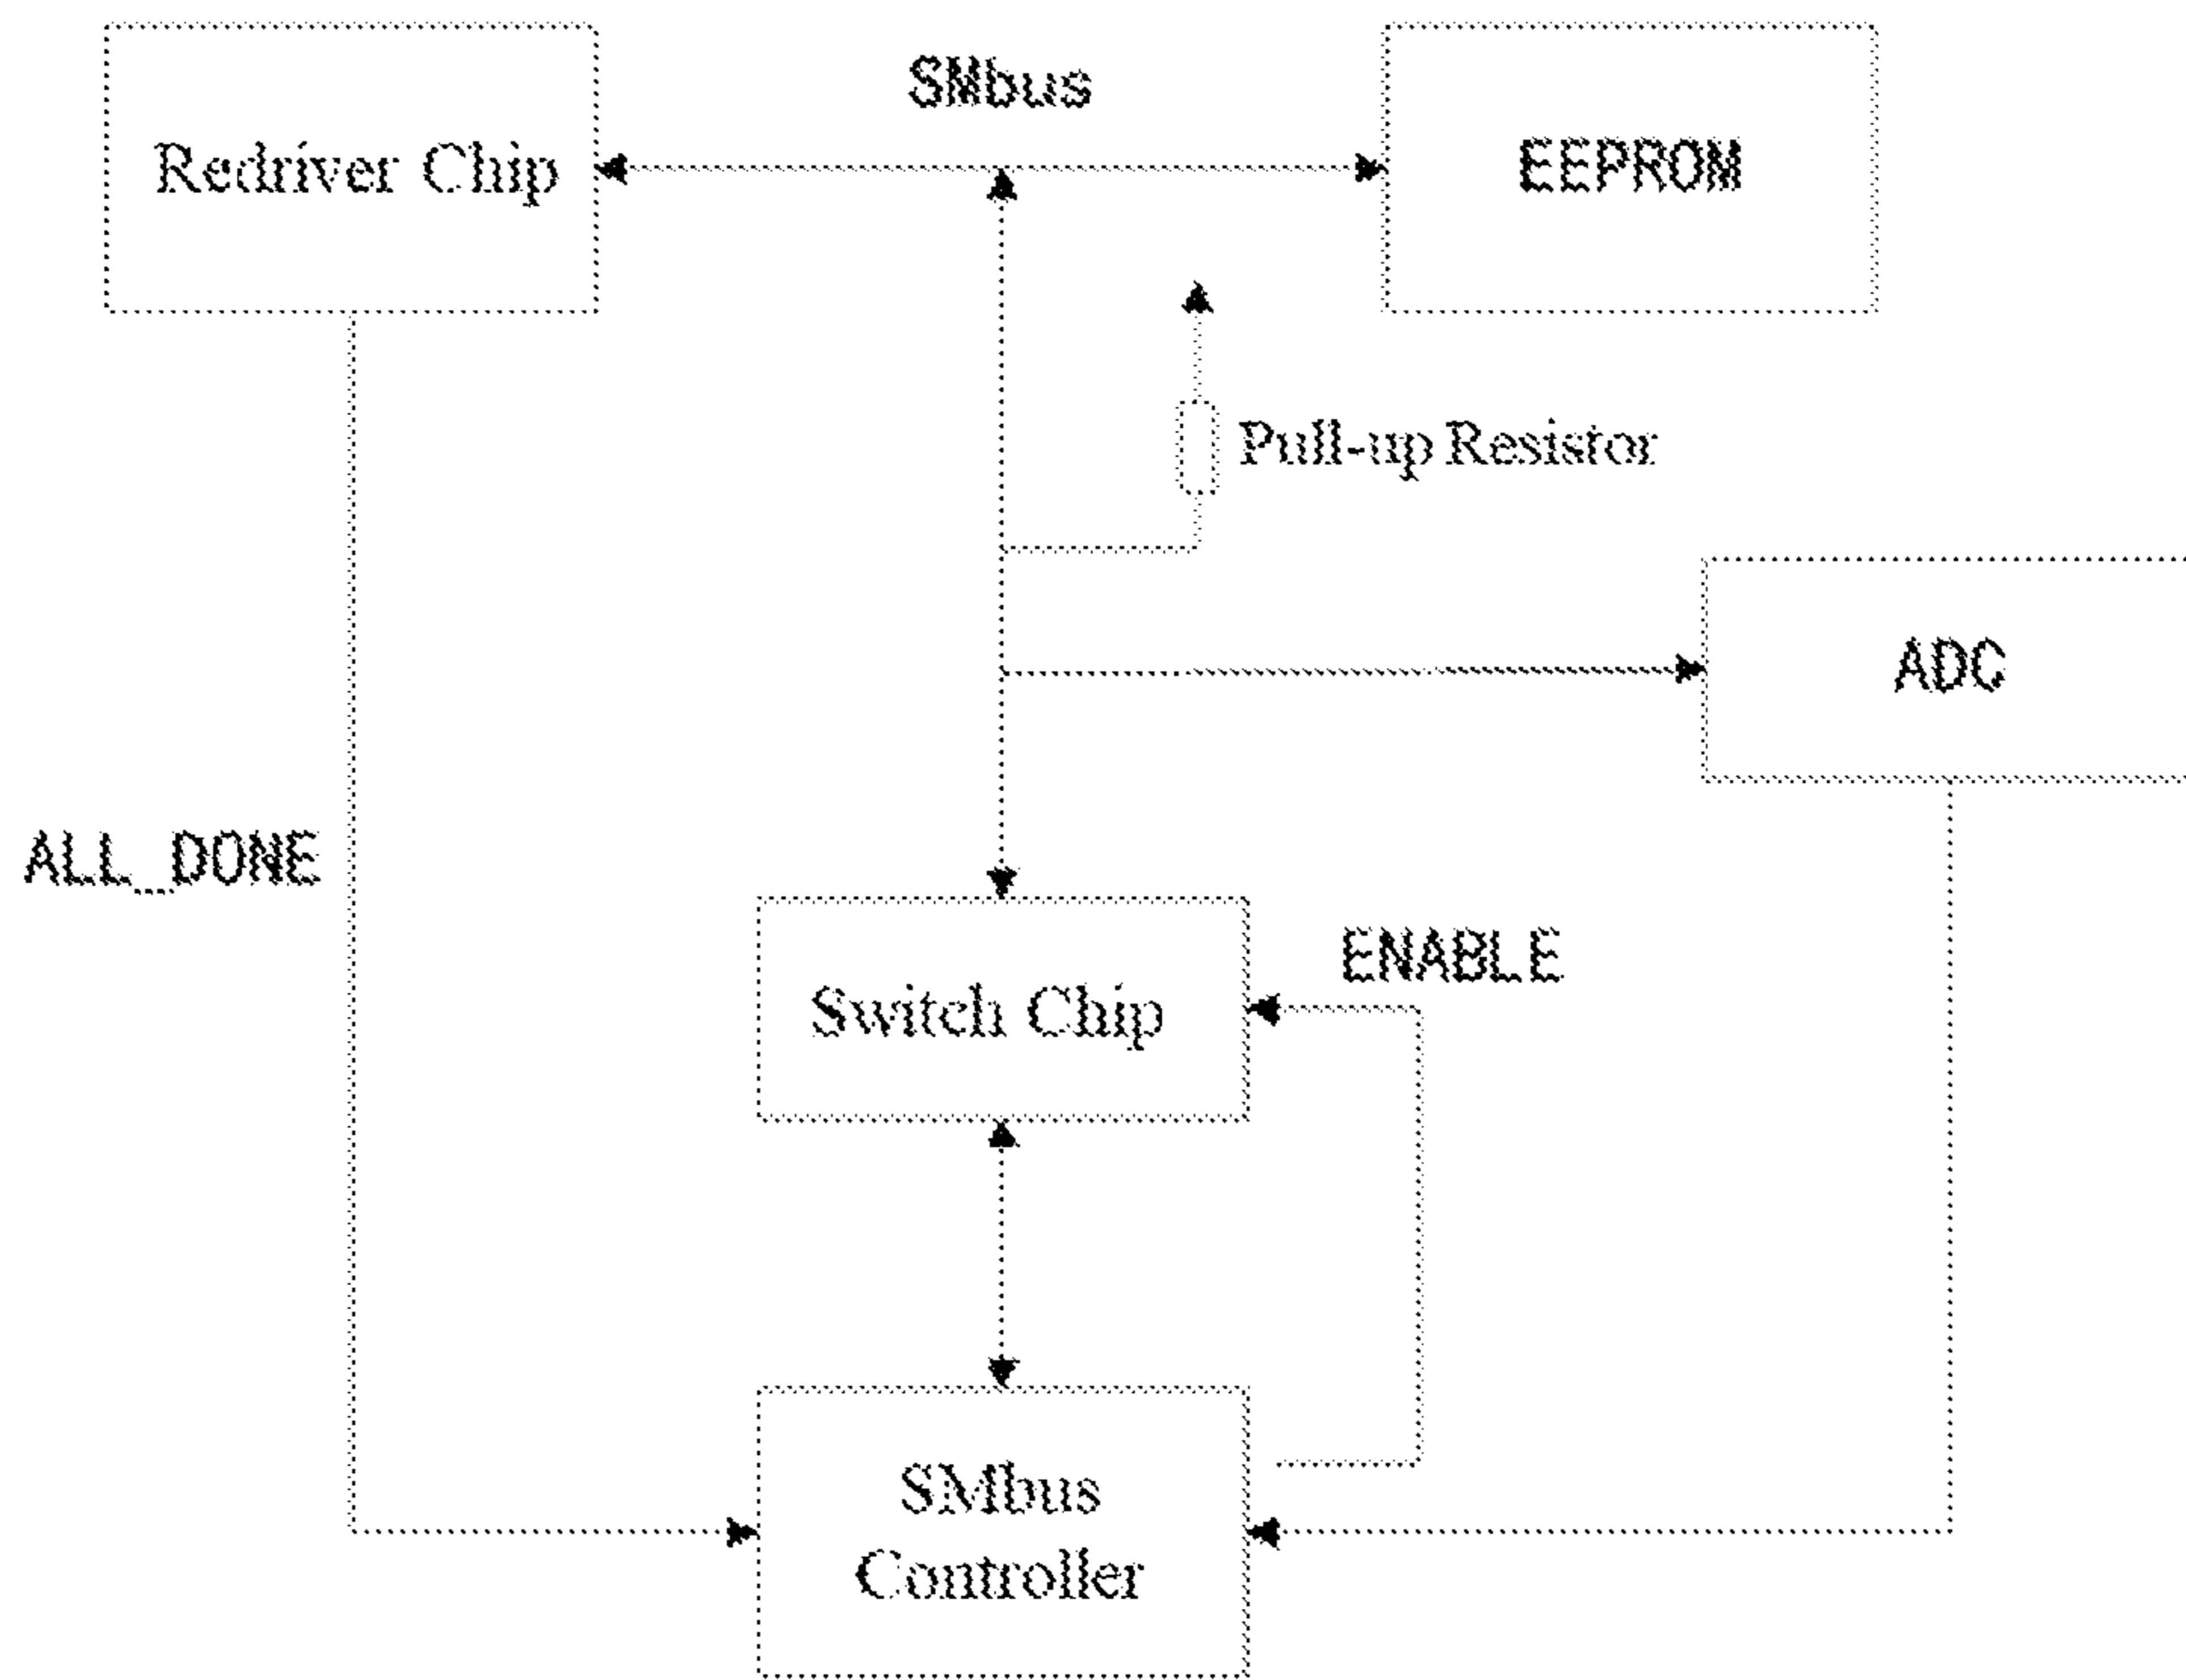 SMbus
Redriver Chip
EEPROM
Pull-up Resistor
ADC
ALL_DONE
ENABLE
Switch Chip
SMbus
Controller